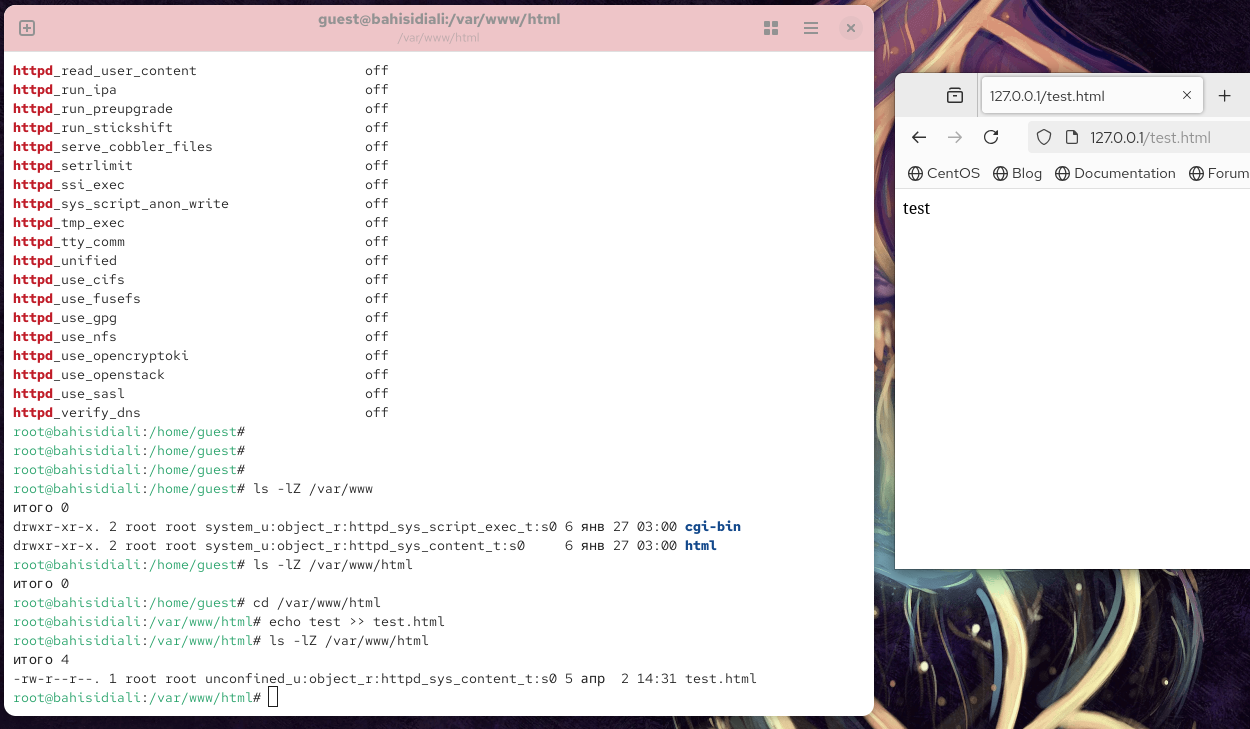 guest@bahisidiali:/var/www/html
/var/www/html
httpd_read_user_content off
httpd_run_ipa off
httpd_run_preupgrade off
httpd_run_stickshift off
httpd_serve_cobbler_files off
httpd_setrlimit off
httpd_ssi_exec off
httpd_sys_script_anon_write off
httpd_tmp_exec off
httpd_tty_comm off
httpd_unified off
httpd_use_cifs off
httpd_use_fusefs off
httpd_use_gpg off
httpd_use_nfs off
httpd_use_opencryptoki off
httpd_use_openstack off
httpd_use_sasl off
httpd_verify_dns off
root@bahisidiali:/home/guest#
root@bahisidiali:/home/guest#
root@bahisidiali:/home/guest#
root@bahisidiali:/home/guest# ls -lZ /var/www
итого 0
drwxr-xr-x. 2 root root system_u:object_r:httpd_sys_script_exec_t:s0 6 янв 27 03:00 cgi-bin
drwxr-xr-x. 2 root root system_u:object_r:httpd_sys_content_t:s0 6 янв 27 03:00 html
root@bahisidiali:/home/guest# ls -lZ /var/www/html
итого 0
root@bahisidiali:/home/guest# cd /var/www/html
root@bahisidiali:/var/www/html# echo test >> test.html
root@bahisidiali:/var/www/html# ls -lZ /var/www/html
итого 4
-rw-r--r--. 1 root root unconfined_u:object_r:httpd_sys_content_t:s0 5 апр 2 14:31 test.html
root@bahisidiali:/var/www/html#
127.0.0.1/test.html
127.0.0.1/test.html
CentOS Blog Documentation Forum
test